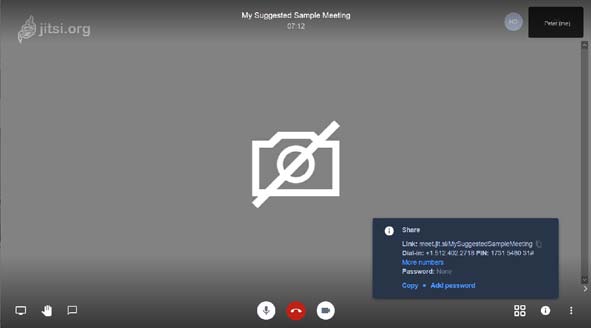 jitsi.org
My Suggested Sample Meeting
07:12
Peter (me)
Share
Link: meet.jit.si/MySuggestedSampleMeeting
Dial-in: +1.512.402.2718 PIN: 1731 5480 31#
More numbers
Password: None
Copy • Add password